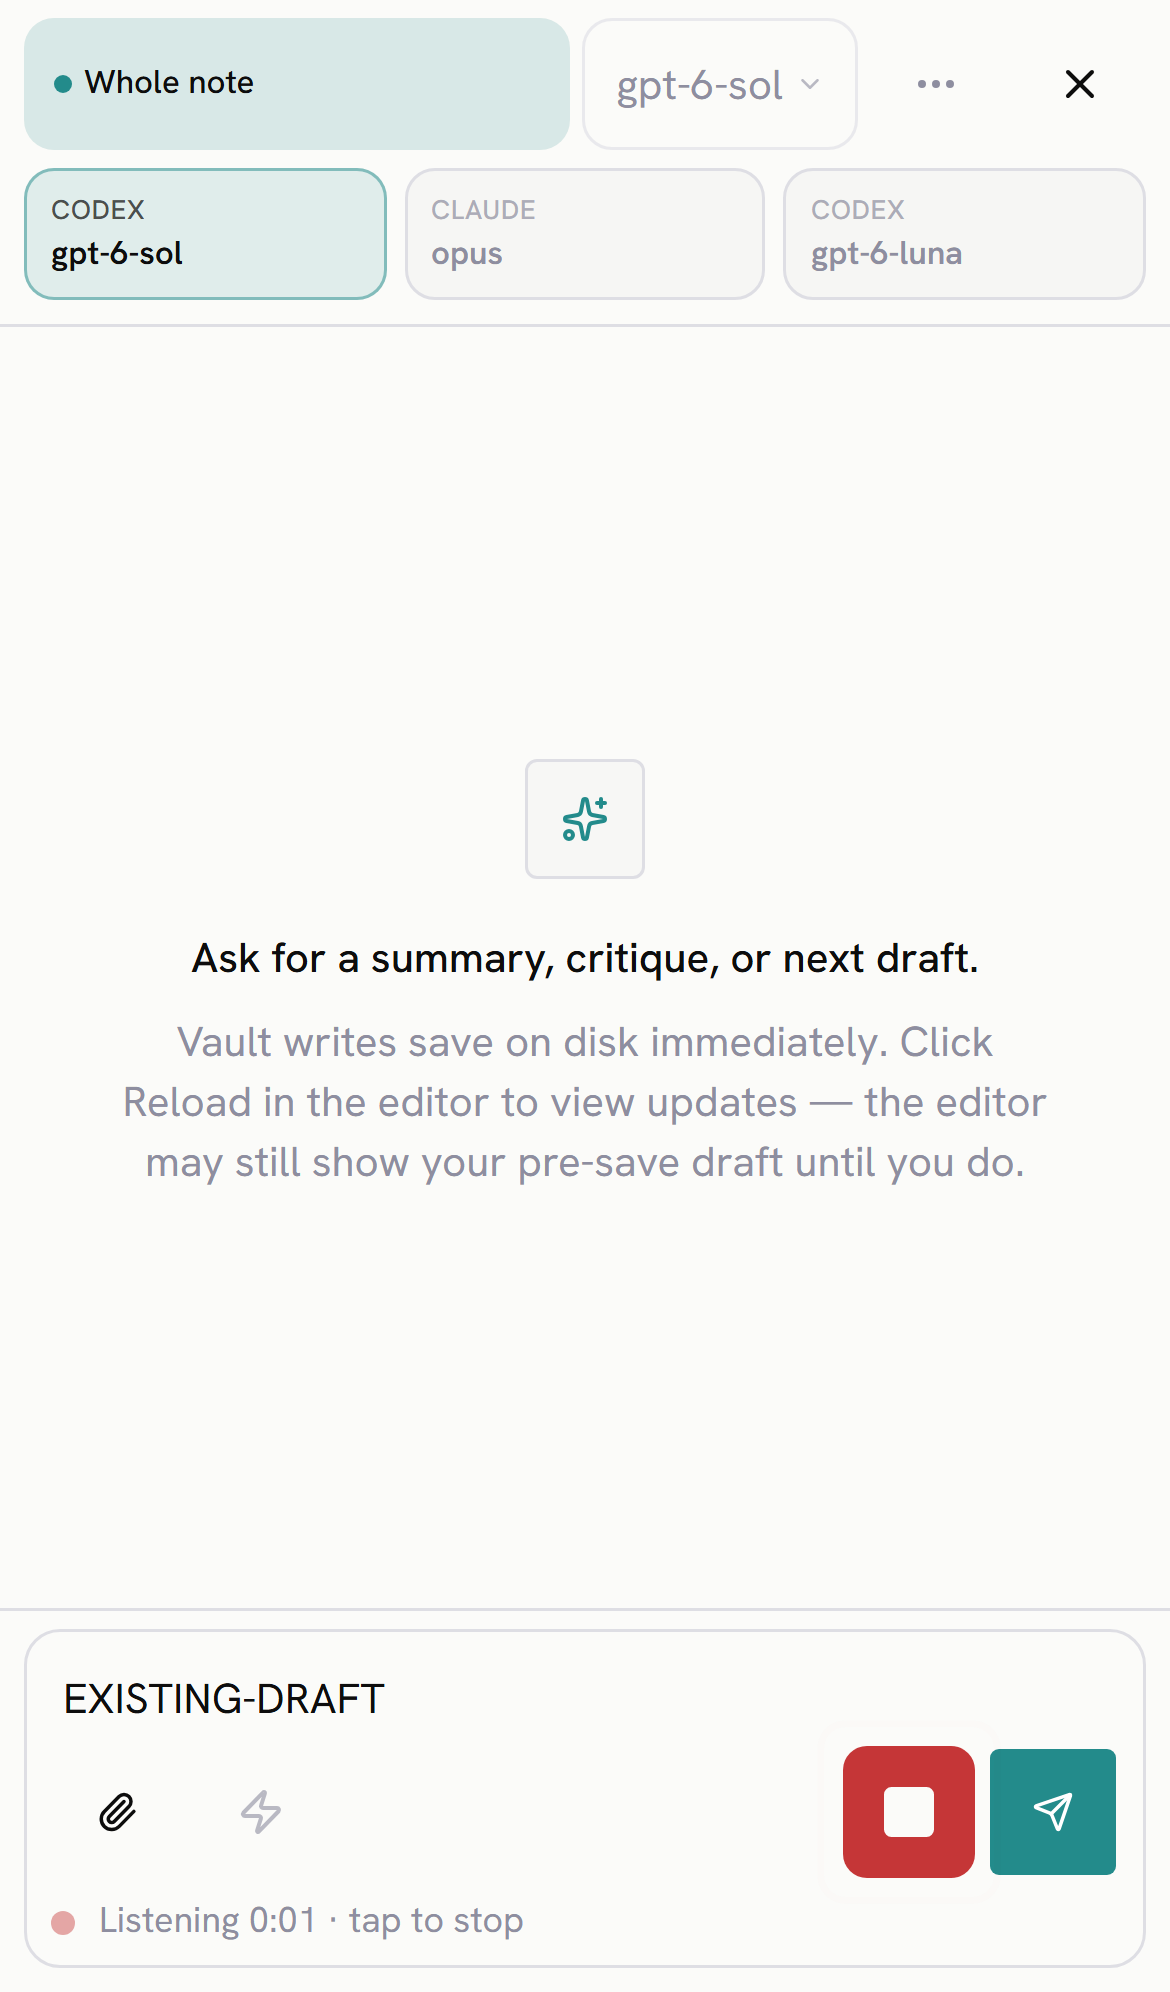 Whole note
gpt-6-sol
CODEX
gpt-6-sol
CLAUDE
opus
CODEX
gpt-6-luna
Ask for a summary, critique, or next draft.
Vault writes save on disk immediately. Click
Reload in the editor to view updates — the editor
may still show your pre-save draft until you do.
EXISTING-DRAFT
Listening 0:01 · tap to stop